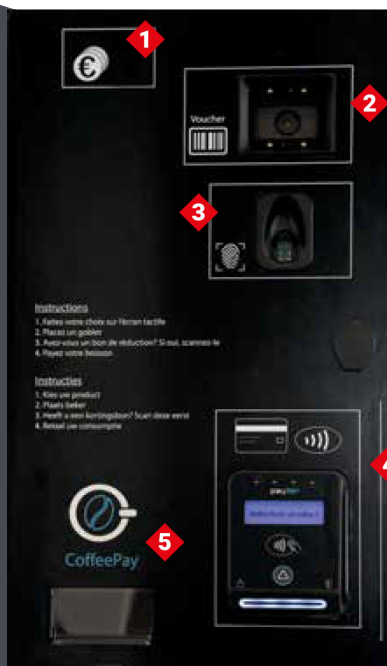 1
€
2
Voucher
3
Instructions
1. Faites votre choix sur l'écran tactile
2. Placez un gobelet
3. Avez-vous un bon de réduction? Si oui, scannez-le
4. Payez votre boisson
Instructies
1. Kies uw product
2. Plaats beker
3. Heeft u een kortingsbon? Scan deze eerst
4. Betaal uw consumptie
4
payter
5
CoffeePay